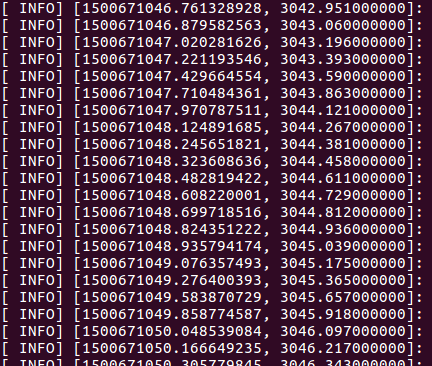 [ INFO] [1500671046.761328928, 3042.951000000]:
[ INFO] [1500671046.879582563, 3043.060000000]:
[ INFO] [1500671047.020281626, 3043.196000000]:
[ INFO] [1500671047.221193546, 3043.393000000]:
[ INFO] [1500671047.429664554, 3043.590000000]:
[ INFO] [1500671047.710484361, 3043.863000000]:
[ INFO] [1500671047.970787511, 3044.121000000]:
[ INFO] [1500671048.124891685, 3044.267000000]:
[ INFO] [1500671048.245651821, 3044.381000000]:
[ INFO] [1500671048.323608636, 3044.458000000]:
[ INFO] [1500671048.482819422, 3044.611000000]:
[ INFO] [1500671048.608220001, 3044.729000000]:
[ INFO] [1500671048.699718516, 3044.812000000]:
[ INFO] [1500671048.824351222, 3044.936000000]:
[ INFO] [1500671048.935794174, 3045.039000000]:
[ INFO] [1500671049.076357493, 3045.175000000]:
[ INFO] [1500671049.276400393, 3045.365000000]:
[ INFO] [1500671049.583870729, 3045.657000000]:
[ INFO] [1500671049.858774587, 3045.918000000]:
[ INFO] [1500671050.048539084, 3046.097000000]:
[ INFO] [1500671050.166649235, 3046.217000000]:
[ INFO] [1500671050.305779845, 3046.343000000]: